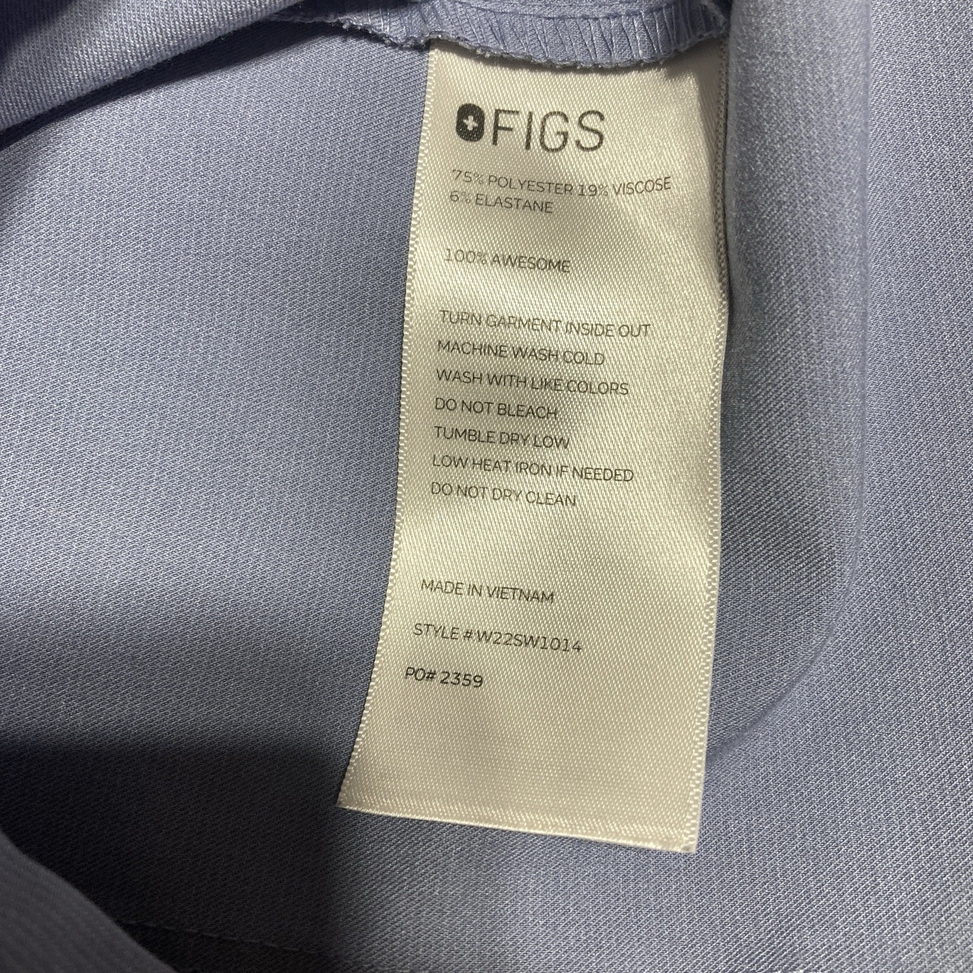 FIGS
75% POLYESTER 19% VISCOSE
6% ELASTANE
100% AWESOME
TURN GARMENT INSIDE OUT
MACHINE WASH COLD
WASH WITH LIKE COLORS
DO NOT BLEACH
TUMBLE DRY LOW
LOW HEAT IRON IF NEEDED
DO NOT DRY CLEAN
MADE IN VIETNAM
STYLE # W22SW1014
PO# 2359